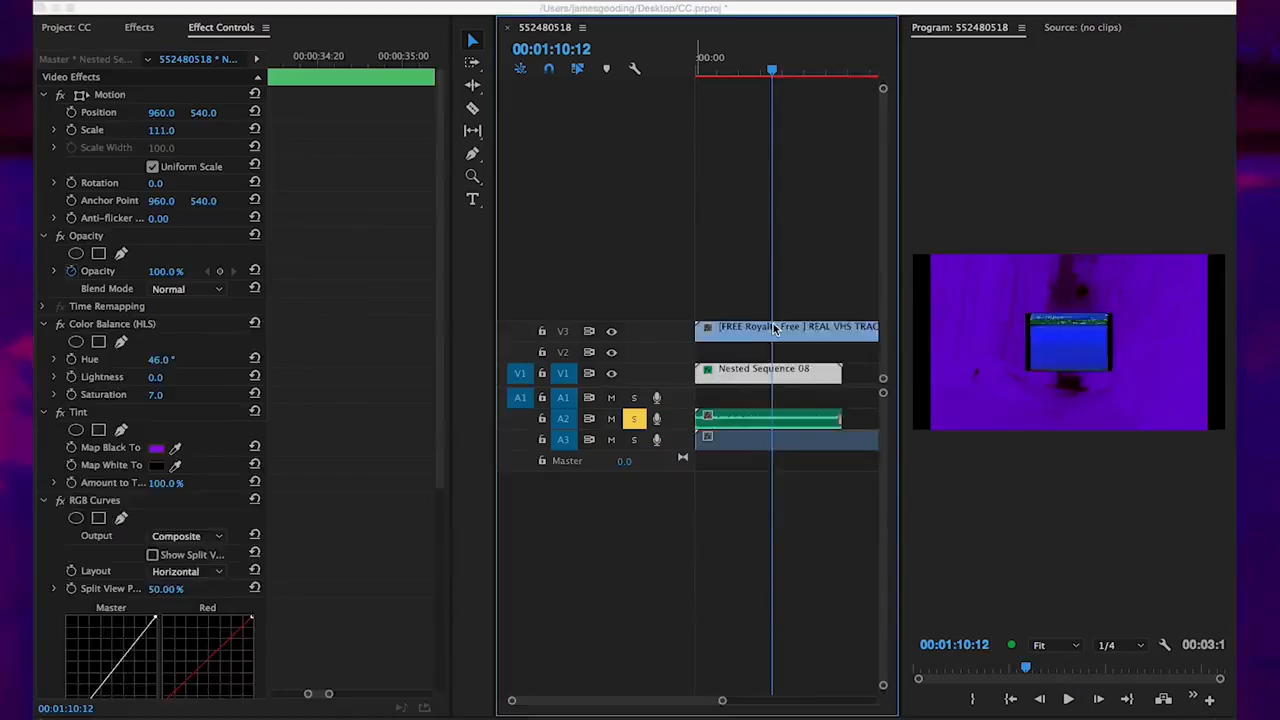 /Users/jamesgooding/Desktop/CC.prproj *
Project: CC
Effects
Effect Controls
Master * Nested Se...
552480518 * N...
00:00:34:20
00:00:35:00
Video Effects
fx Motion
Position 960.0 540.0
Scale 111.0
Scale Width 100.0
Uniform Scale
Rotation 0.0
Anchor Point 960.0 540.0
Anti-flicker ... 0.00
fx Opacity
Opacity 100.0 %
Blend Mode Normal
fx Time Remapping
fx Color Balance (HLS)
Hue 46.0 °
Lightness 0.0
Saturation 7.0
fx Tint
Map Black To
Map White To
Amount to T... 100.0 %
fx RGB Curves
Output Composite
Show Split V...
Layout Horizontal
Split View P... 50.00 %
Master Red
00:01:10:12
552480518
00:01:10:12
:00:00
V3 [FREE Royalty Free ] REAL VHS TRAC
V2
V1 V1 Nested Sequence 08
A1 A1 M S
A2 M S
A3 M S
Master 0.0
Program: 552480518
Source: (no clips)
00:01:10:12
Fit
1/4
00:03:1